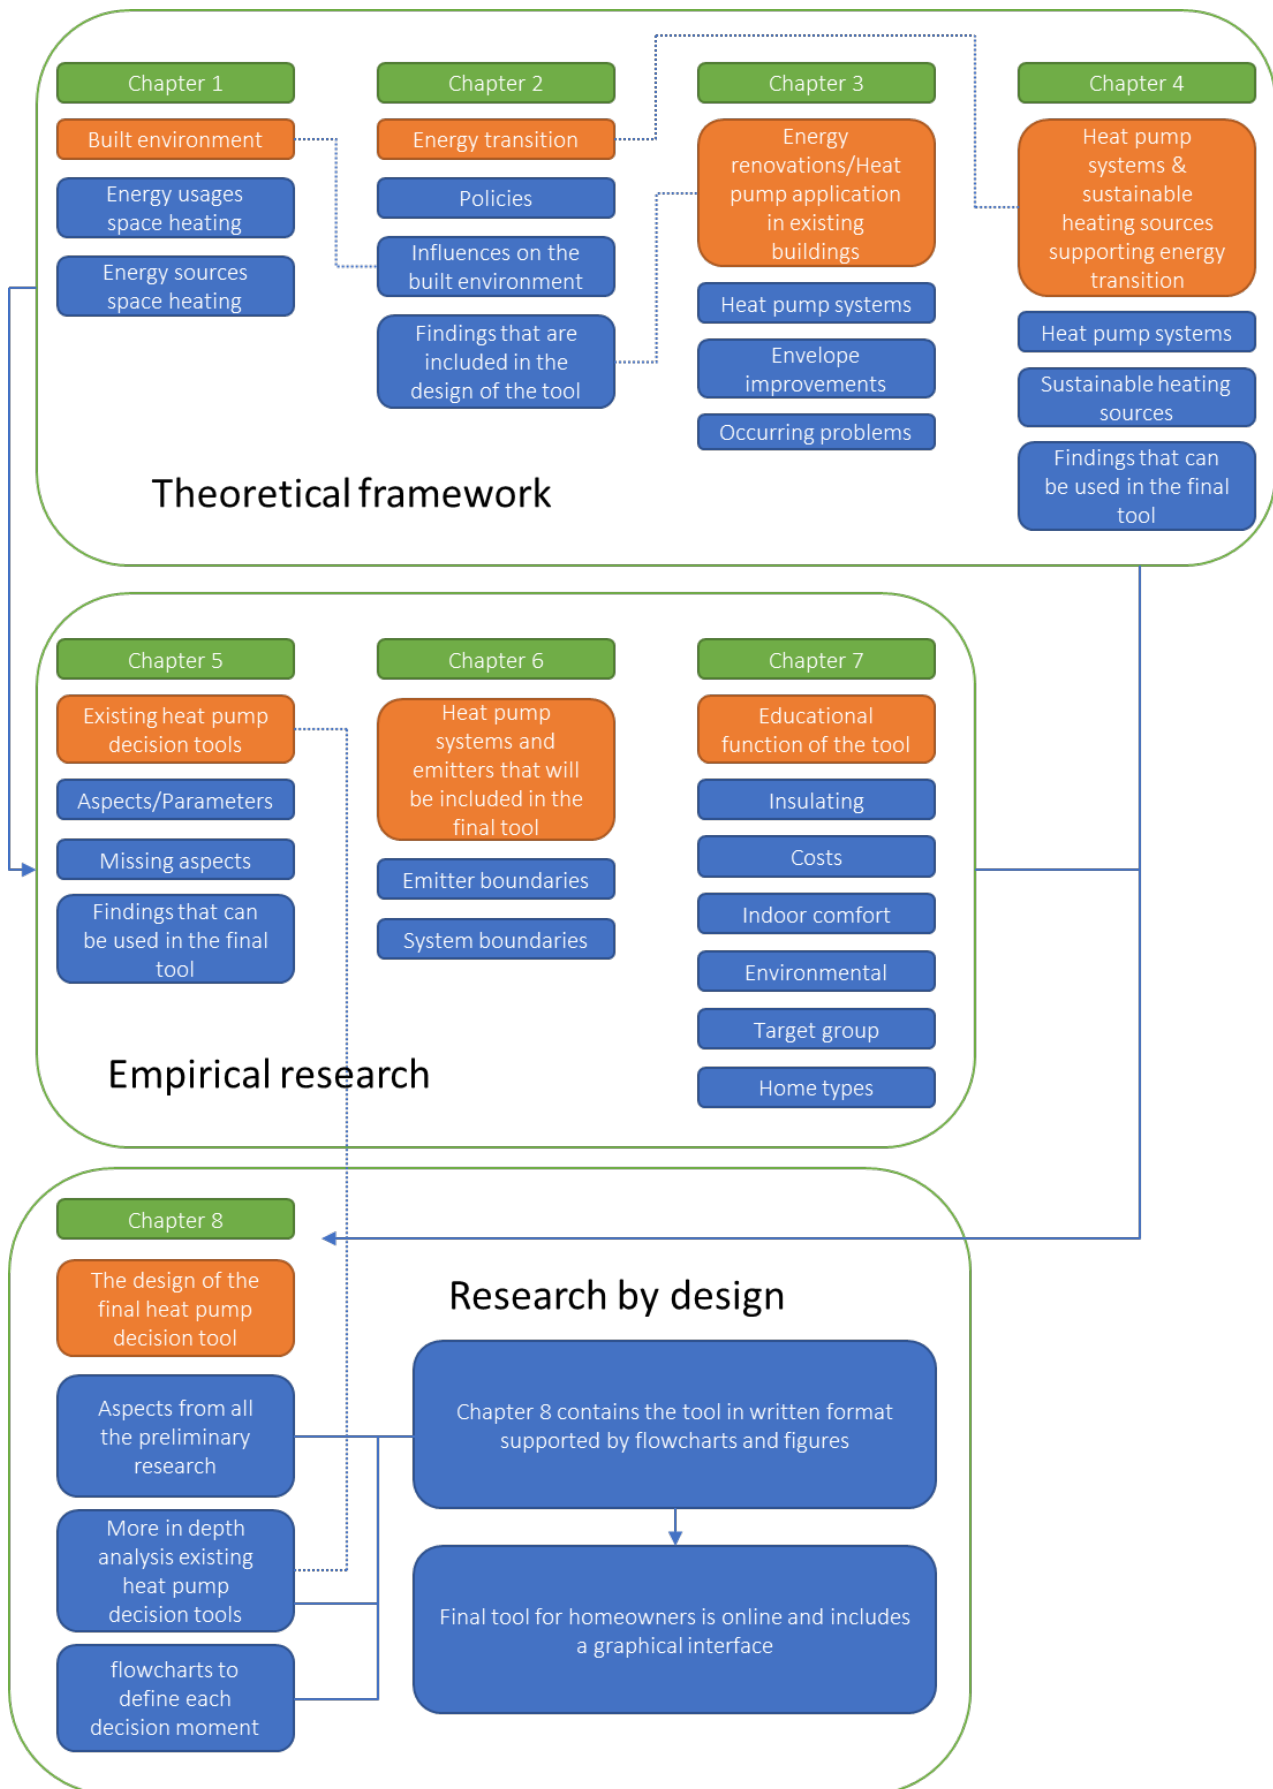 Chapter 1
Built environment
Energy usages
space heating
Energy sources
space heating
Chapter 2
Energy transition
Policies
Influences on the
built environment
Findings that are
included in the
design of the tool
Chapter 3
Energy
renovations/Heat
pump application
in existing
buildings
Heat pump systems
Envelope
improvements
Occurring problems
Chapter 4
Heat pump
systems &
sustainable
heating sources
supporting energy
transition
Heat pump systems
Sustainable heating
sources
Findings that can
be used in the final
tool
Theoretical framework
Chapter 5
Existing heat pump
decision tools
Aspects/Parameters
Missing aspects
Findings that can
be used in the final
tool
Chapter 6
Heat pump
systems and
emitters that will
be included in the
final tool
Emitter boundaries
System boundaries
Chapter 7
Educational
function of the tool
Insulating
Costs
Indoor comfort
Environmental
Target group
Home types
Empirical research
Chapter 8
The design of the
final heat pump
decision tool
Aspects from all
the preliminary
research
More in depth
analysis existing
heat pump
decision tools
flowcharts to
define each
decision moment
Research by design
Chapter 8 contains the tool in written format
supported by flowcharts and figures
Final tool for homeowners is online and includes
a graphical interface